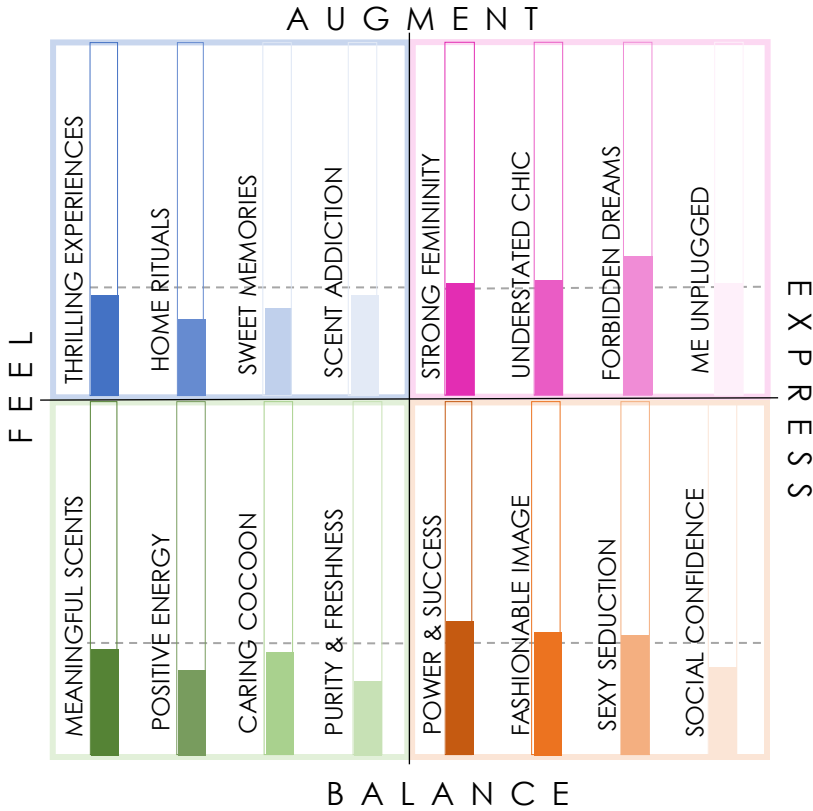 AUGMENT
THRILLING EXPERIENCES
HOME RITUALS
SWEET MEMORIES
SCENT ADDICTION
STRONG FEMININITY
UNDERSTATED CHIC
FORBIDDEN DREAMS
ME UNPLUGGED
FEEL
EXPRESS
MEANINGFUL SCENTS
POSITIVE ENERGY
CARING COCOON
PURITY & FRESHNESS
POWER & SUCCESS
FASHIONABLE IMAGE
SEXY SEDUCTION
SOCIAL CONFIDENCE
BALANCE